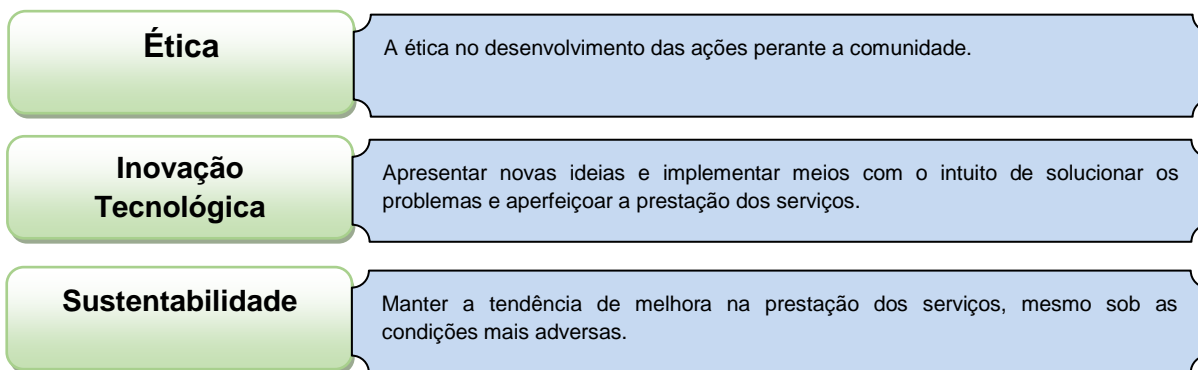 Ética
A ética no desenvolvimento das ações perante a comunidade.
Inovação
Tecnológica
Apresentar novas ideias e implementar meios com o intuito de solucionar os
problemas e aperfeiçoar a prestação dos serviços.
Sustentabilidade
Manter a tendência de melhora na prestação dos serviços, mesmo sob as
condições mais adversas.